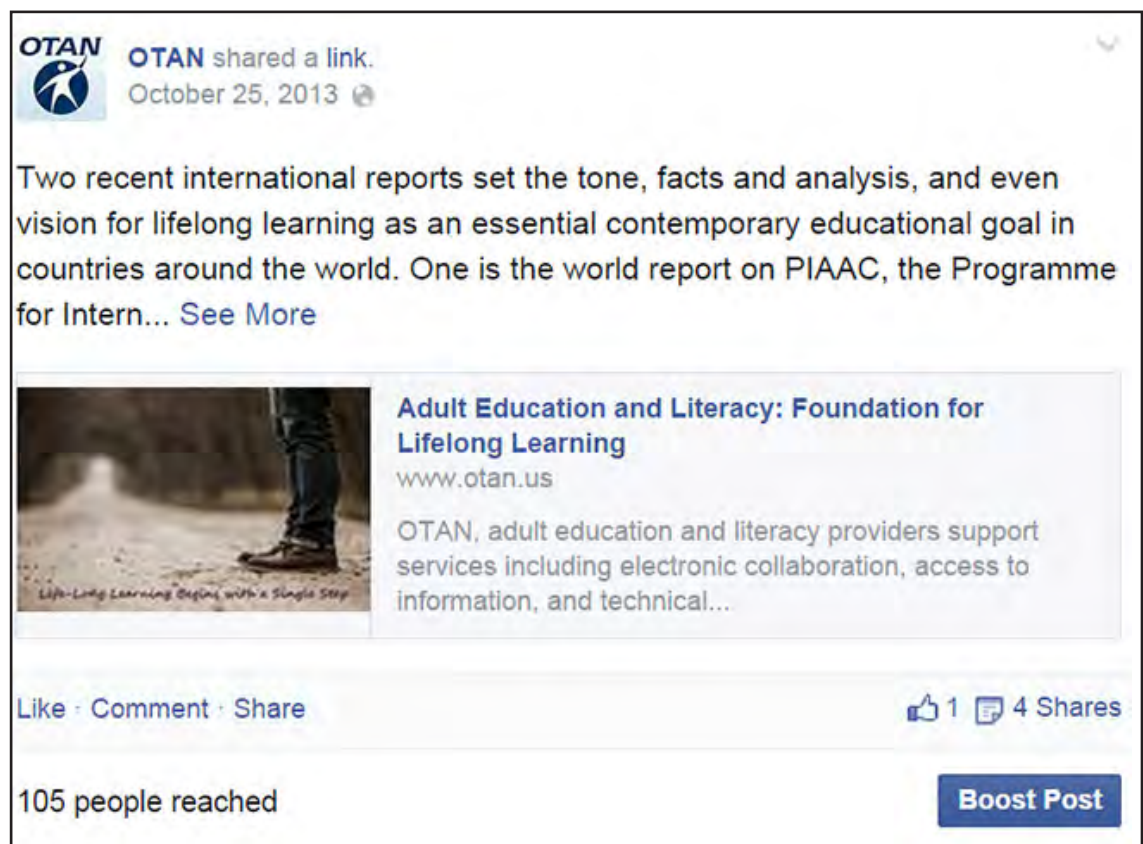 OTAN
OTAN shared a link.
October 25, 2013
Two recent international reports set the tone, facts and analysis, and even
vision for lifelong learning as an essential contemporary educational goal in
countries around the world. One is the world report on PIAAC, the Programme
for Intern... See More
Adult Education and Literacy: Foundation for
Lifelong Learning
www.otan.us
OTAN, adult education and literacy providers support
services including electronic collaboration, access to
information, and technical...
Life-Long Learning Begins with a Single Step
Like · Comment · Share
1 4 Shares
105 people reached
Boost Post